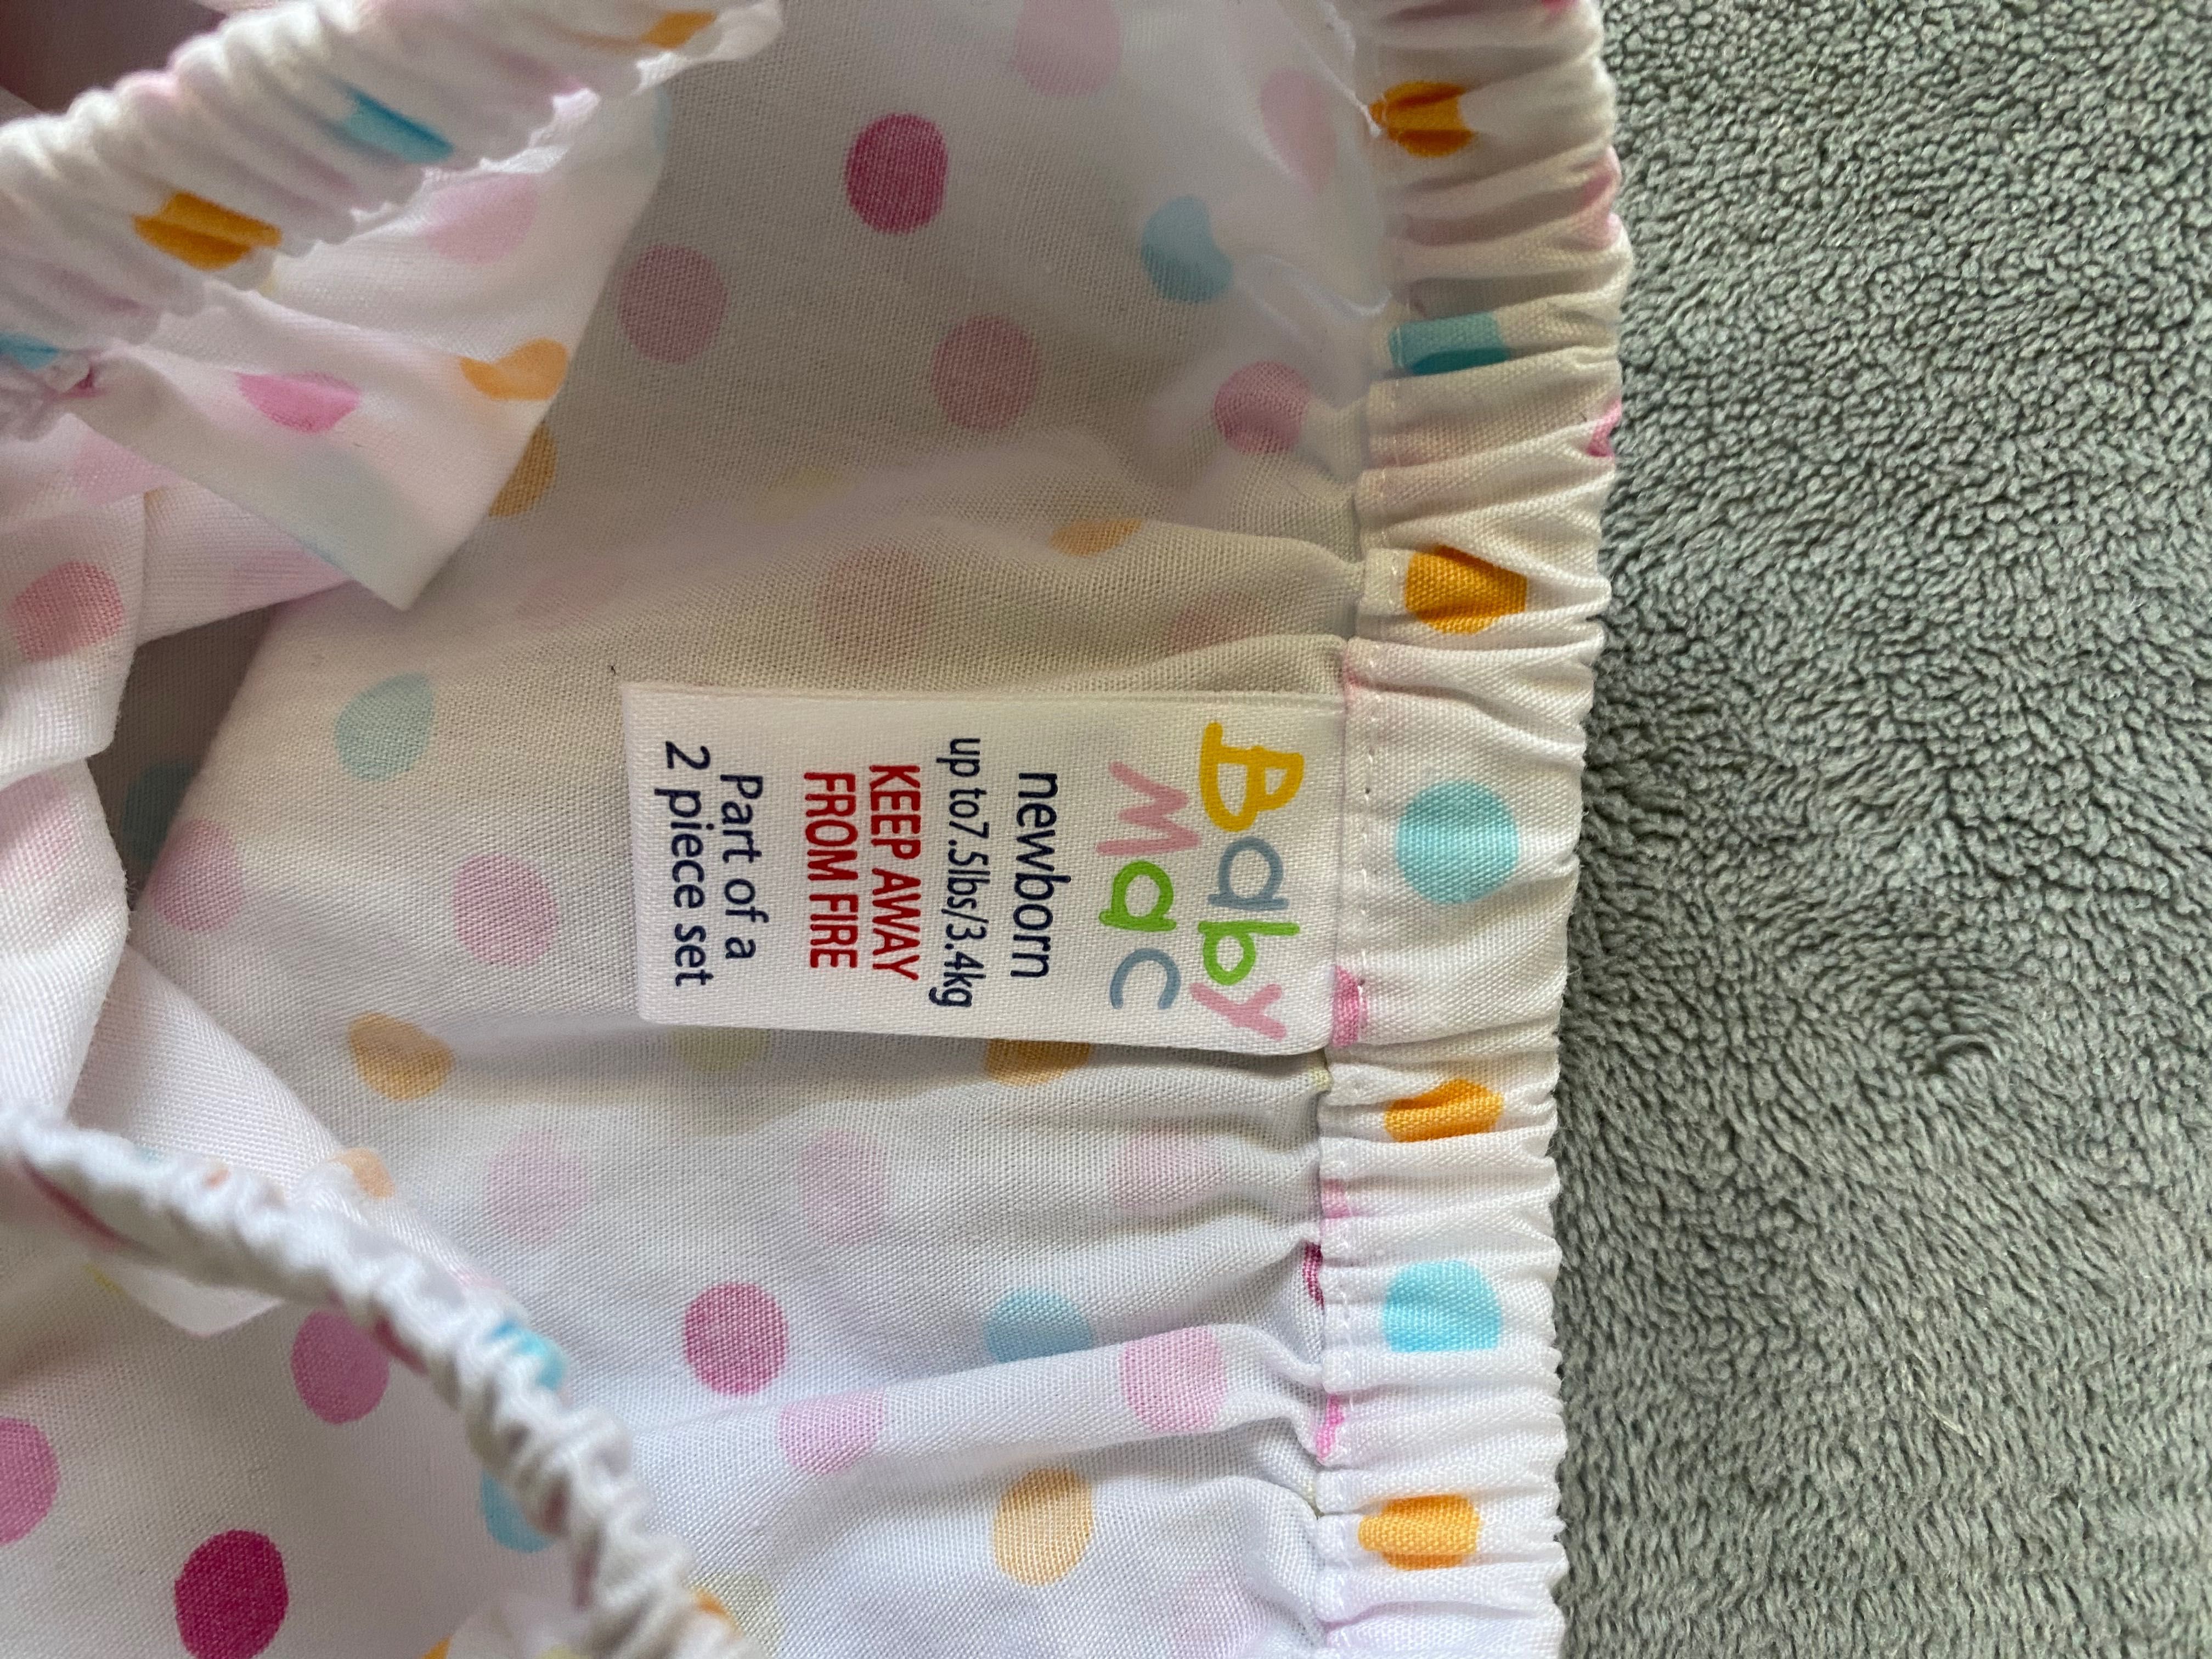 Baby
Mac
newborn
up to7.5lbs/3.4kg
KEEP AWAY
FROM FIRE
Part of a
2 piece set